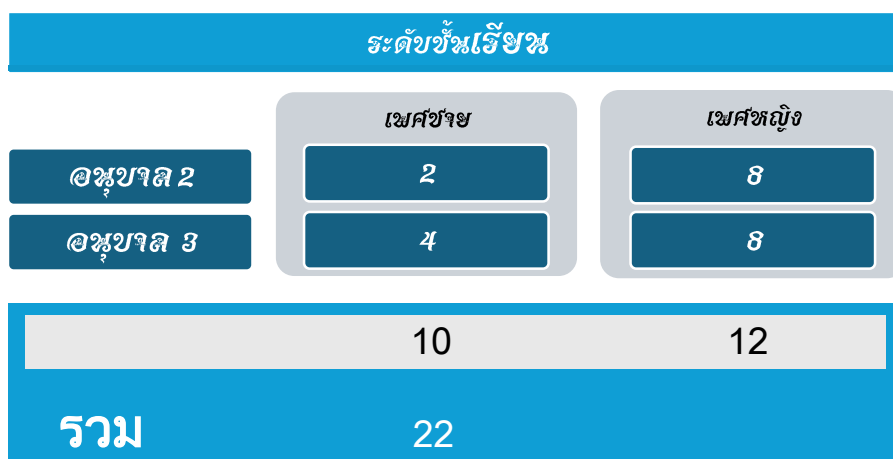 ระดับชั้นเรียน
เพศชาย เพศหญิง
อนุบาล 2 2 8
อนุบาล 3 4 8
10 12
รวม 22